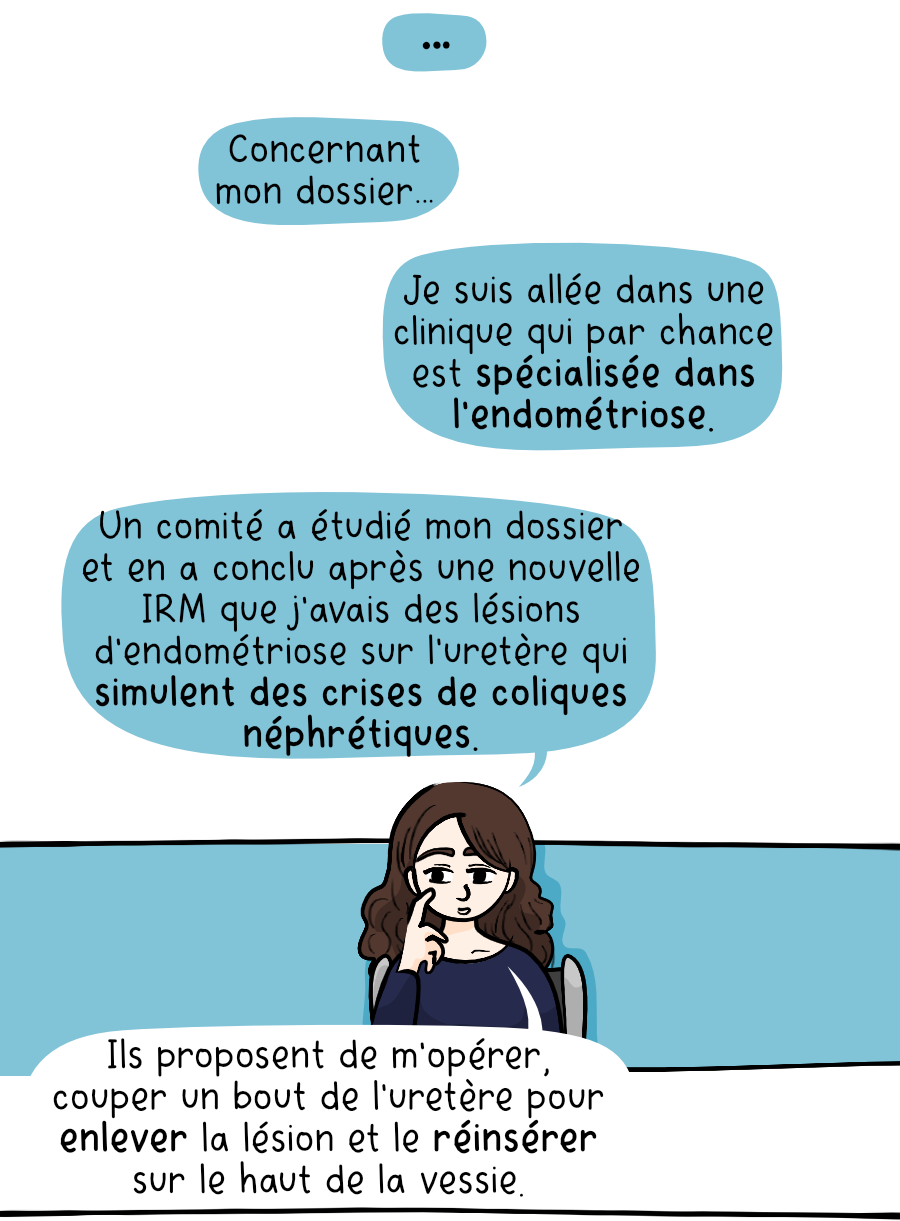 ...
Concernant
mon dossier...
Je suis allée dans une
clinique qui par chance
est spécialisée dans
l'endométriose.
Un comité a étudié mon dossier
et en a conclu après une nouvelle
IRM que j'avais des lésions
d'endométriose sur l'uretère qui
simulent des crises de coliques
néphrétiques.
Ils proposent de m'opérer,
couper un bout de l'uretère pour
enlever la lésion et le réinsérer
sur le haut de la vessie.